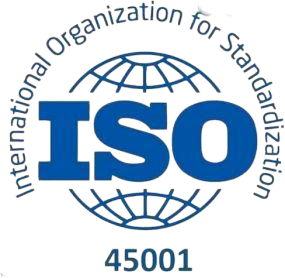 International Organization for Standardization
ISO
45001